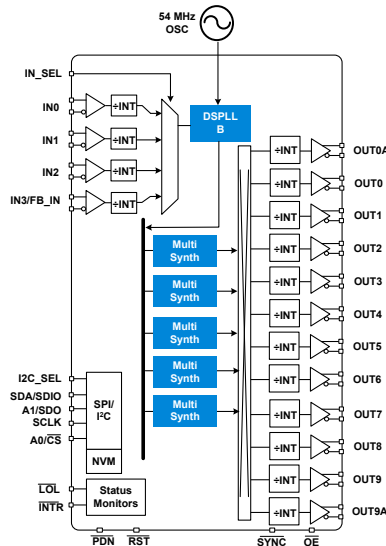 54 MHz
OSC
IN_SEL
DSPLL
B
IN0
÷INT
IN1
÷INT
IN2
÷INT
IN3/FB_IN
÷INT
Multi
Synth
Multi
Synth
Multi
Synth
Multi
Synth
Multi
Synth
÷INT
OUT0A
÷INT
OUT0
÷INT
OUT1
÷INT
OUT2
÷INT
OUT3
÷INT
OUT4
÷INT
OUT5
÷INT
OUT6
÷INT
OUT7
÷INT
OUT8
÷INT
OUT9
÷INT
OUT9A
I2C_SEL
SDA/SDIO
A1/SDO
SCLK
A0/CS
SPI/
I²C
NVM
LOL
INTR
Status
Monitors
PDN
RST
SYNC
OE